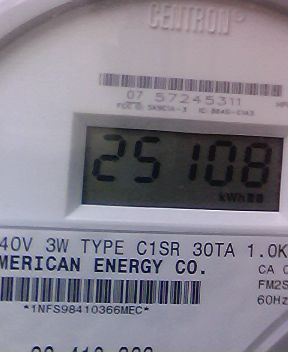 CENTRON®
07 57245311
25108
kWh
40V 3W TYPE C1SR 30TA 1.0K
MERICAN ENERGY CO.
CA
FM2S
60Hz
*1NFS98410366MEC*